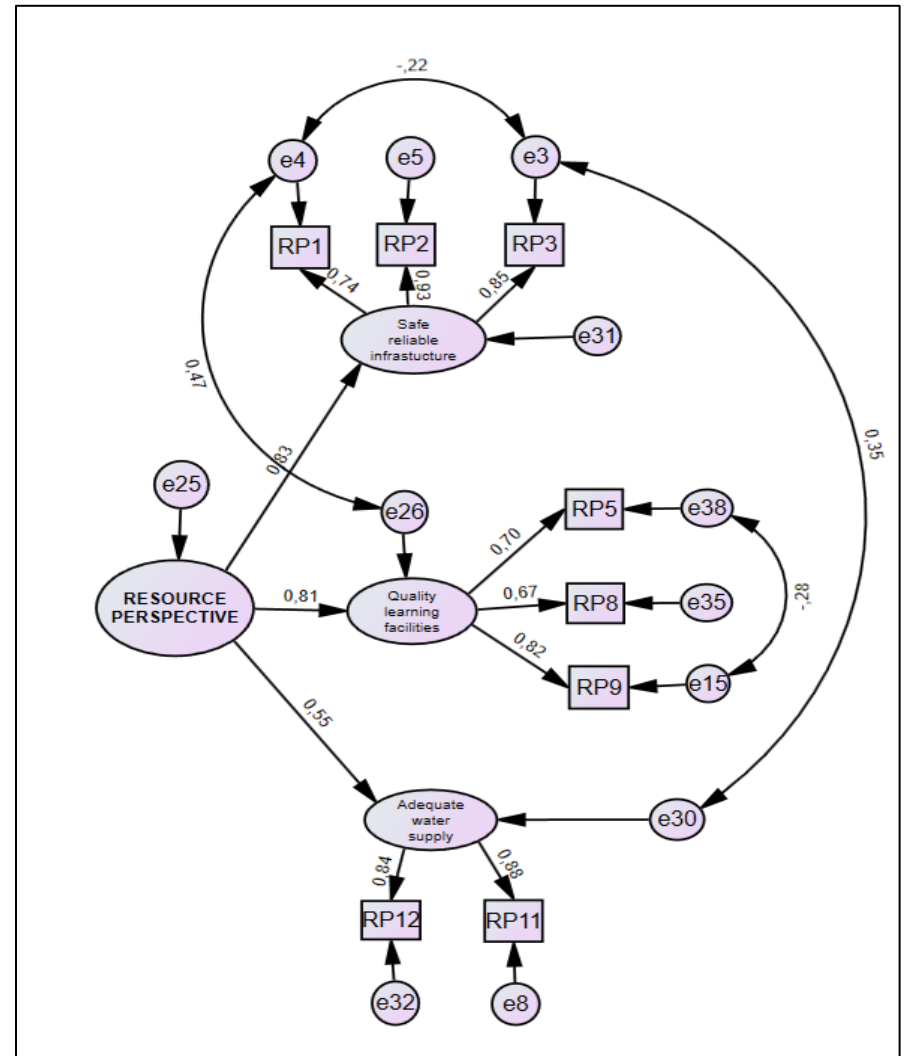 -,22
e4
e5
e3
RP1
RP2
RP3
0,74
0,93
0,85
Safe
reliable
infrastucture
e31
0,47
0,83
0,35
e25
e26
RP5
e38
0,70
RESOURCE
PERSPECTIVE
0,81
Quality
learning
facilities
0,67
RP8
e35
-,28
0,82
RP9
e15
0,55
Adequate
water
supply
e30
0,84
0,88
RP12
RP11
e32
e8